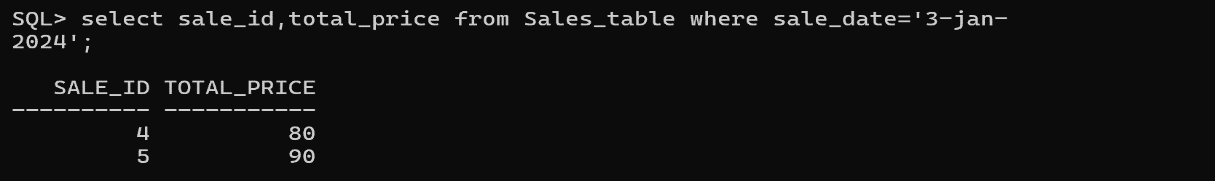 SQL> select sale_id,total_price from Sales_table where sale_date='3-jan-
2024';
   SALE_ID TOTAL_PRICE
---------- -----------
         4          80
         5          90